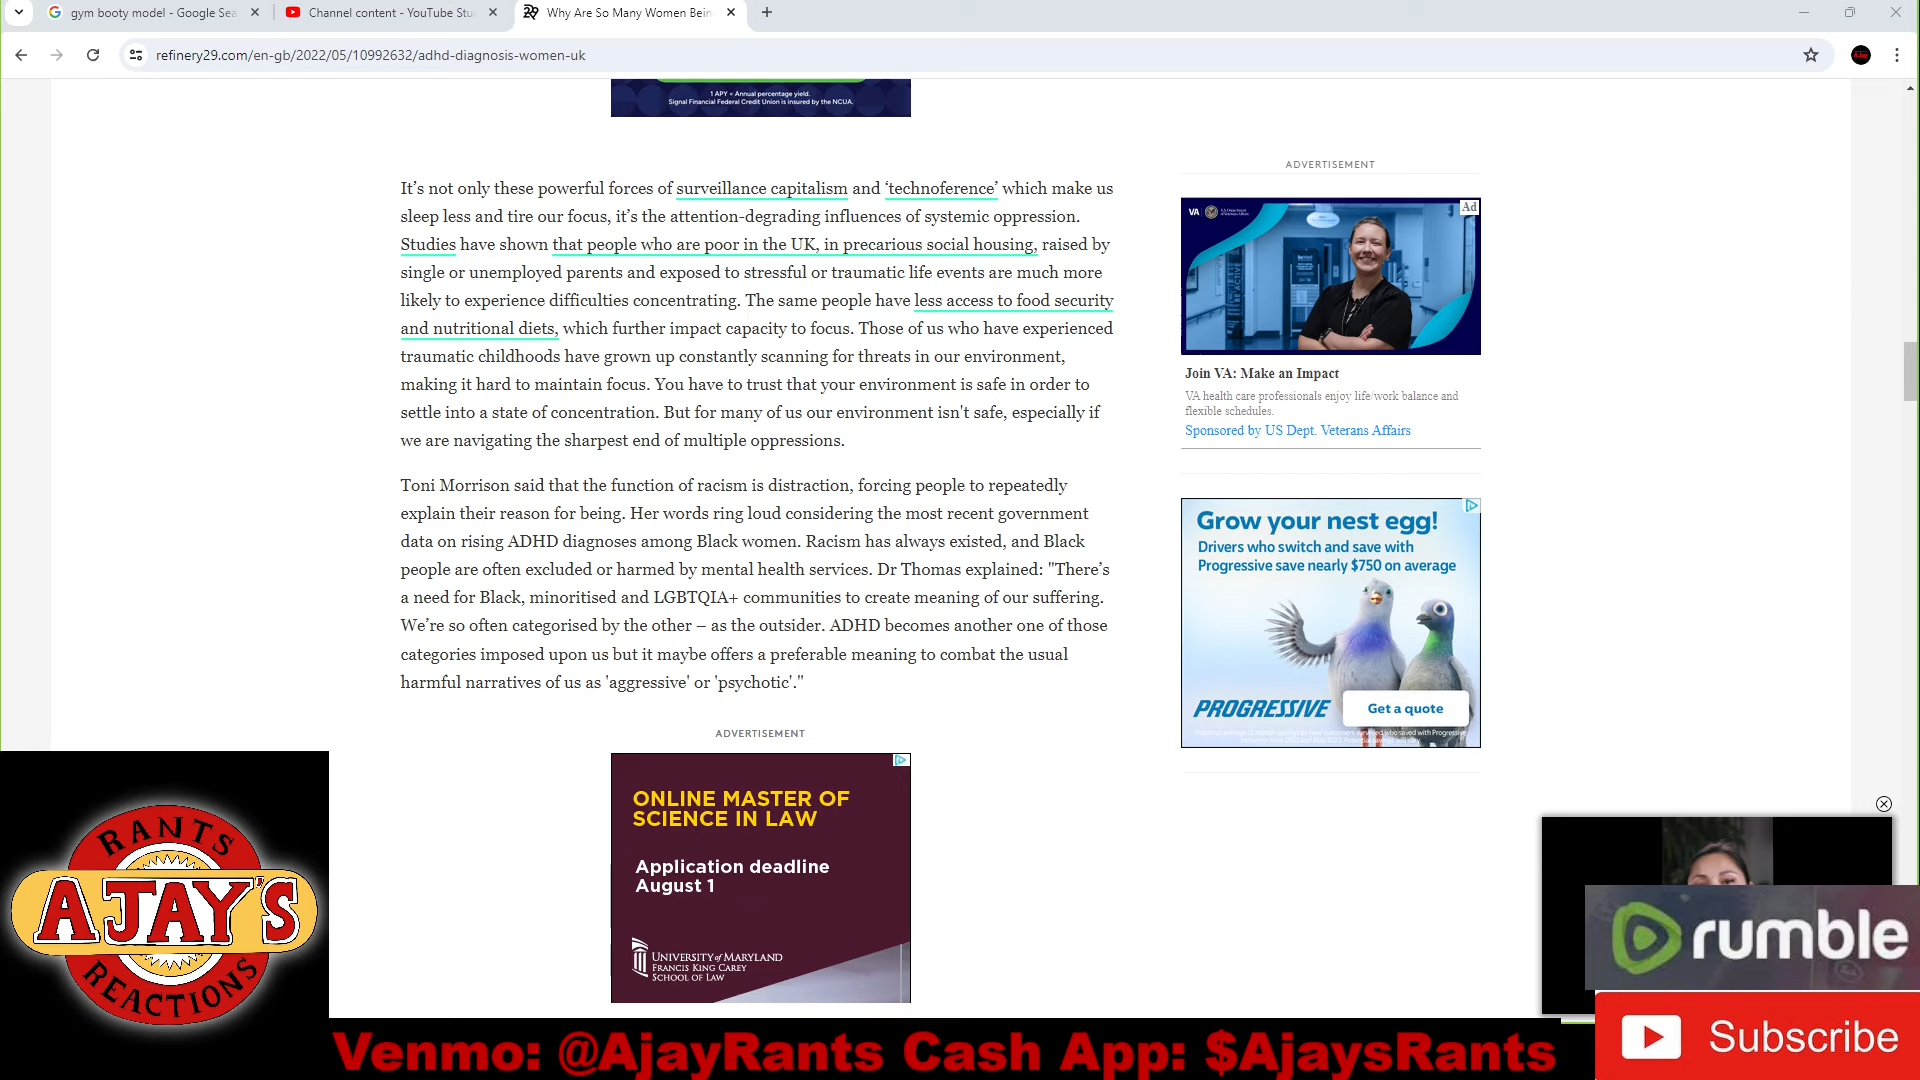 gym booty model - Google Sea
Channel content - YouTube Stu
Why Are So Many Women Bein
refinery29.com/en-gb/2022/05/10992632/adhd-diagnosis-women-uk
1 APY = Annual percentage yield.
Signal Financial Federal Credit Union is insured by the NCUA.
It’s not only these powerful forces of surveillance capitalism and ‘technoference’ which make us
sleep less and tire our focus, it’s the attention-degrading influences of systemic oppression.
Studies have shown that people who are poor in the UK, in precarious social housing, raised by
single or unemployed parents and exposed to stressful or traumatic life events are much more
likely to experience difficulties concentrating. The same people have less access to food security
and nutritional diets, which further impact capacity to focus. Those of us who have experienced
traumatic childhoods have grown up constantly scanning for threats in our environment,
making it hard to maintain focus. You have to trust that your environment is safe in order to
settle into a state of concentration. But for many of us our environment isn't safe, especially if
we are navigating the sharpest end of multiple oppressions.
Toni Morrison said that the function of racism is distraction, forcing people to repeatedly
explain their reason for being. Her words ring loud considering the most recent government
data on rising ADHD diagnoses among Black women. Racism has always existed, and Black
people are often excluded or harmed by mental health services. Dr Thomas explained: "There’s
a need for Black, minoritised and LGBTQIA+ communities to create meaning of our suffering.
We’re so often categorised by the other – as the outsider. ADHD becomes another one of those
categories imposed upon us but it maybe offers a preferable meaning to combat the usual
harmful narratives of us as 'aggressive' or 'psychotic'."
ADVERTISEMENT
ONLINE MASTER OF
SCIENCE IN LAW
Application deadline
August 1
UNIVERSITY of MARYLAND
FRANCIS KING CAREY
SCHOOL OF LAW
ADVERTISEMENT
VA
Ad
Join VA: Make an Impact
VA health care professionals enjoy life/work balance and
flexible schedules.
Sponsored by US Dept. Veterans Affairs
Grow your nest egg!
Drivers who switch and save with
Progressive save nearly $750 on average
PROGRESSIVE
Get a quote
RANTS
AJAY'S
REACTIONS
rumble
Subscribe
Venmo: @AjayRants Cash App: $AjaysRants